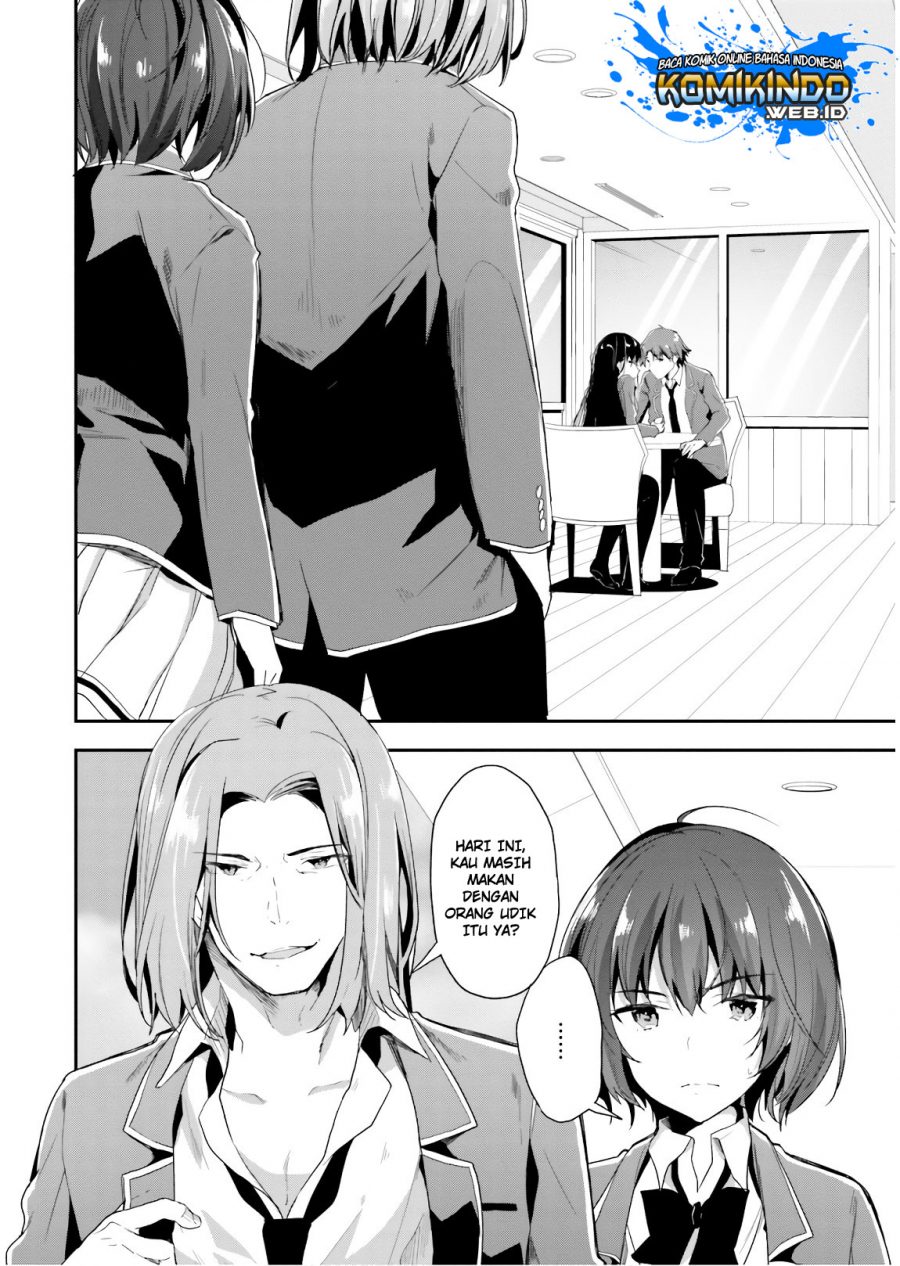 BACA KOMIK ONLINE BAHASA INDONESIA
KOMIKINDO
.WEB.ID
HARI INI,
KAU MASIH
MAKAN
DENGAN
ORANG UDIK
ITU YA?
......